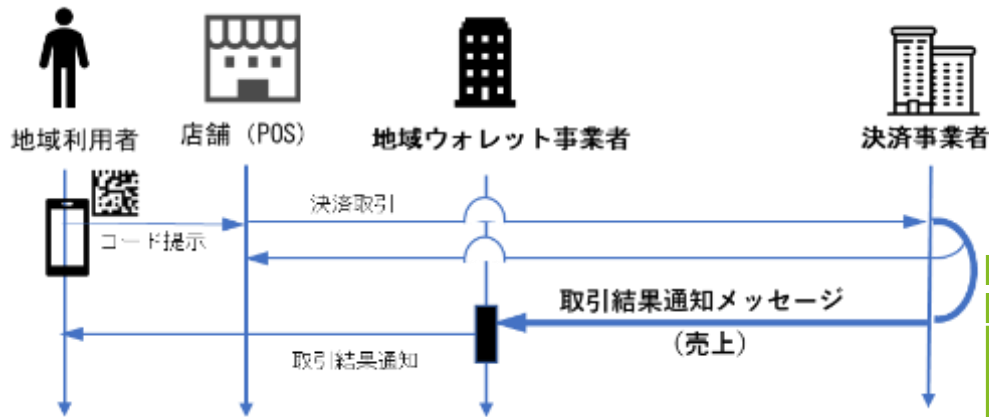 地域利用者
店舗（POS）
地域ウォレット事業者
決済事業者
決済取引
コード提示
取引結果通知メッセージ
（売上）
取引結果通知